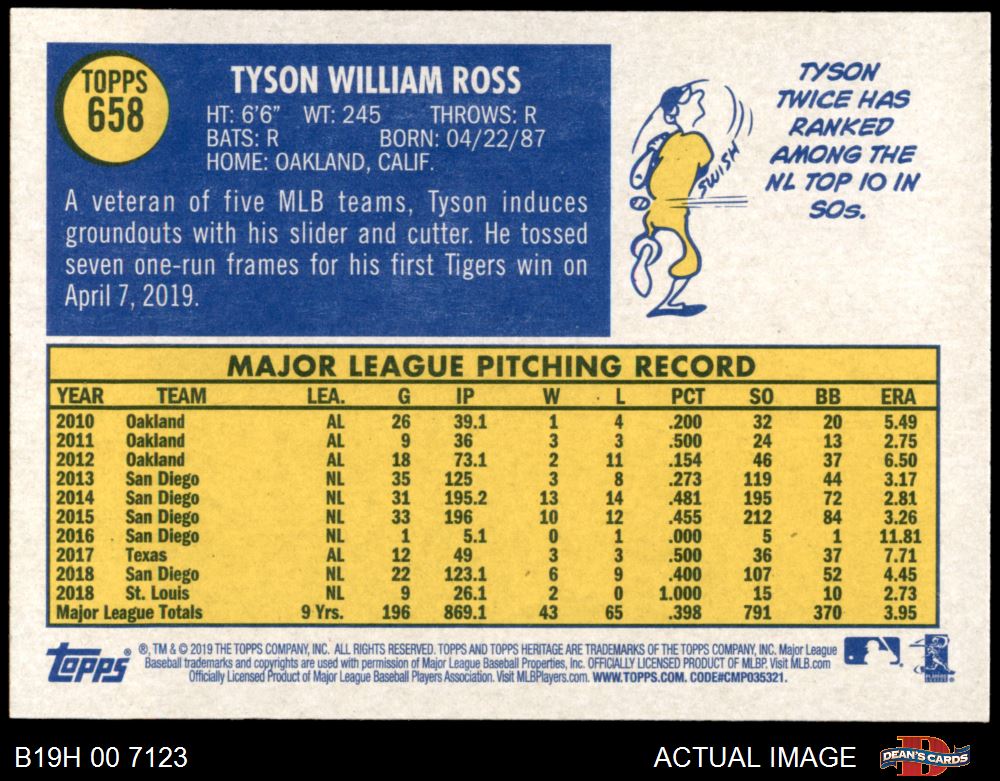 TOPPS
658
TYSON WILLIAM ROSS
HT: 6'6" WT: 245 THROWS: R
BATS: R BORN: 04/22/87
HOME: OAKLAND, CALIF.
A veteran of five MLB teams, Tyson induces
groundouts with his slider and cutter. He tossed
seven one-run frames for his first Tigers win on
April 7, 2019.
SWISH
TYSON
TWICE HAS
RANKED
AMONG THE
NL TOP 10 IN
SOs.
MAJOR LEAGUE PITCHING RECORD
YEAR TEAM LEA. G IP W L PCT SO BB ERA
2010 Oakland AL 26 39.1 1 4 .200 32 20 5.49
2011 Oakland AL 9 36 3 3 .500 24 13 2.75
2012 Oakland AL 18 73.1 2 11 .154 46 37 6.50
2013 San Diego NL 35 125 3 8 .273 119 44 3.17
2014 San Diego NL 31 195.2 13 14 .481 195 72 2.81
2015 San Diego NL 33 196 10 12 .455 212 84 3.26
2016 San Diego NL 1 5.1 0 1 .000 5 1 11.81
2017 Texas AL 12 49 3 3 .500 36 37 7.71
2018 San Diego NL 22 123.1 6 9 .400 107 52 4.45
2018 St. Louis NL 9 26.1 2 0 1.000 15 10 2.73
Major League Totals 9 Yrs. 196 869.1 43 65 .398 791 370 3.95
topps ®, TM & © 2019 THE TOPPS COMPANY, INC. ALL RIGHTS RESERVED. TOPPS AND TOPPS HERITAGE ARE TRADEMARKS OF THE TOPPS COMPANY, INC. Major League
Baseball trademarks and copyrights are used with permission of Major League Baseball Properties, Inc. OFFICIALLY LICENSED PRODUCT OF MLBP. Visit MLB.com
Officially Licensed Product of Major League Baseball Players Association. Visit MLBPlayers.com. WWW.TOPPS.COM. CODE#CMP035321.
B19H 00 7123
ACTUAL IMAGE
DEAN'S CARDS